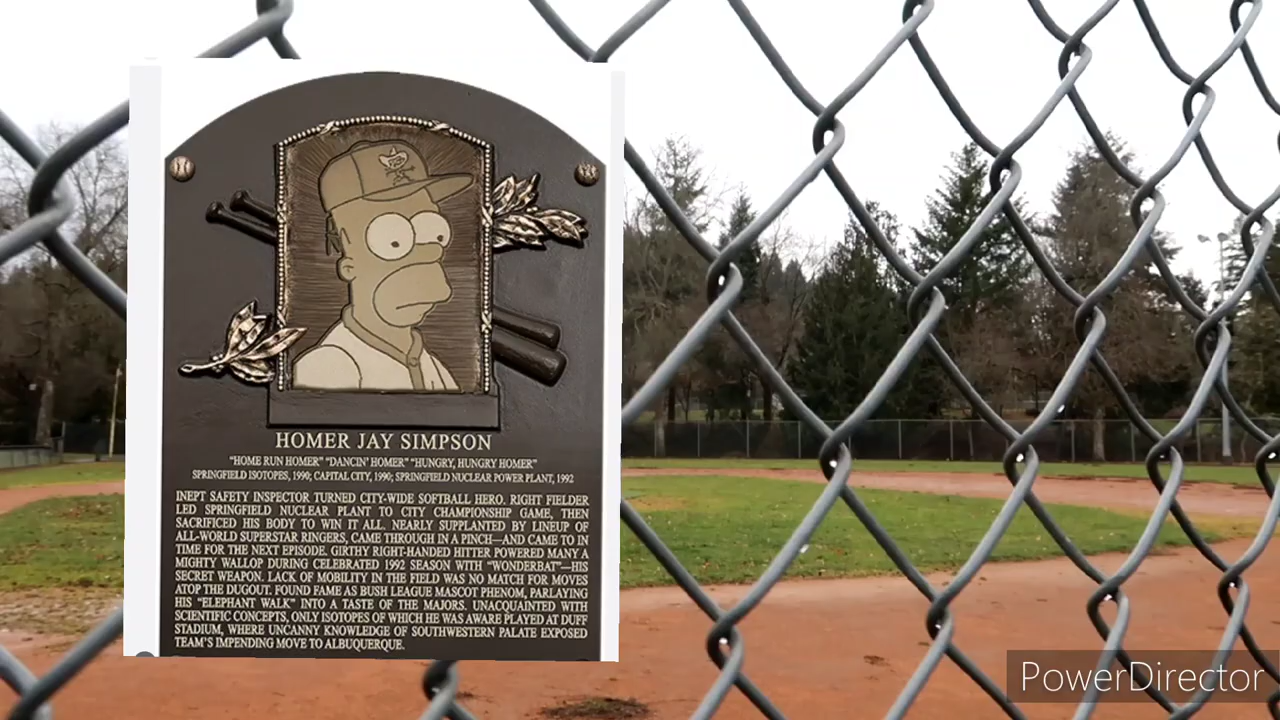 HOMER JAY SIMPSON
“HOME RUN HOMER” “DANCIN’ HOMER” “HUNGRY, HUNGRY HOMER”
SPRINGFIELD ISOTOPES, 1990; CAPITAL CITY, 1990; SPRINGFIELD NUCLEAR POWER PLANT, 1992
INEPT SAFETY INSPECTOR TURNED CITY-WIDE SOFTBALL HERO. RIGHT FIELDER
LED SPRINGFIELD NUCLEAR PLANT TO CITY CHAMPIONSHIP GAME, THEN
SACRIFICED HIS BODY TO WIN IT ALL. NEARLY SUPPLANTED BY LINEUP OF
ALL-WORLD SUPERSTAR RINGERS, CAME THROUGH IN A PINCH—AND CAME TO IN
TIME FOR THE NEXT EPISODE. GIRTHY RIGHT-HANDED HITTER POWERED MANY A
MIGHTY WALLOP DURING CELEBRATED 1992 SEASON WITH “WONDERBAT”—HIS
SECRET WEAPON. LACK OF MOBILITY IN THE FIELD WAS NO MATCH FOR MOVES
ATOP THE DUGOUT. FOUND FAME AS BUSH LEAGUE MASCOT PHENOM, PARLAYING
HIS “ELEPHANT WALK” INTO A TASTE OF THE MAJORS. UNACQUAINTED WITH
SCIENTIFIC CONCEPTS, ONLY ISOTOPES OF WHICH HE WAS AWARE PLAYED AT DUFF
STADIUM, WHERE UNCANNY KNOWLEDGE OF SOUTHWESTERN PALATE EXPOSED
TEAM’S IMPENDING MOVE TO ALBUQUERQUE.
PowerDirector